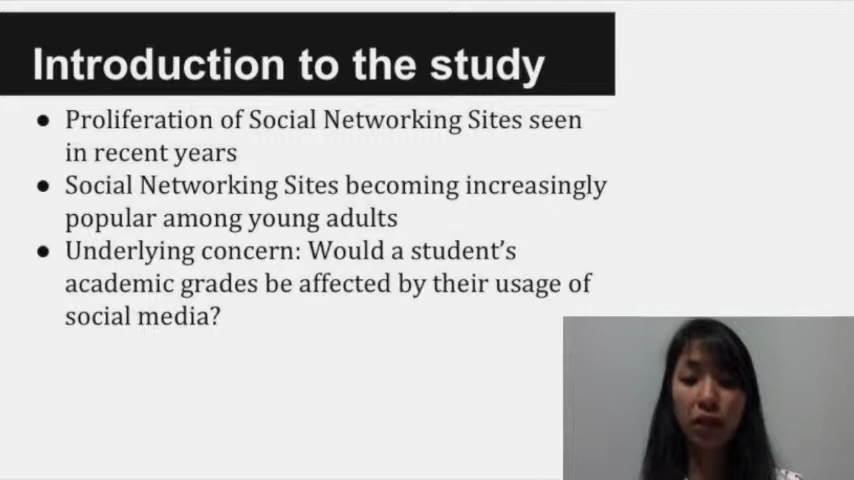 Introduction to the study
● Proliferation of Social Networking Sites seen
in recent years
● Social Networking Sites becoming increasingly
popular among young adults
● Underlying concern: Would a student's
academic grades be affected by their usage of
social media?